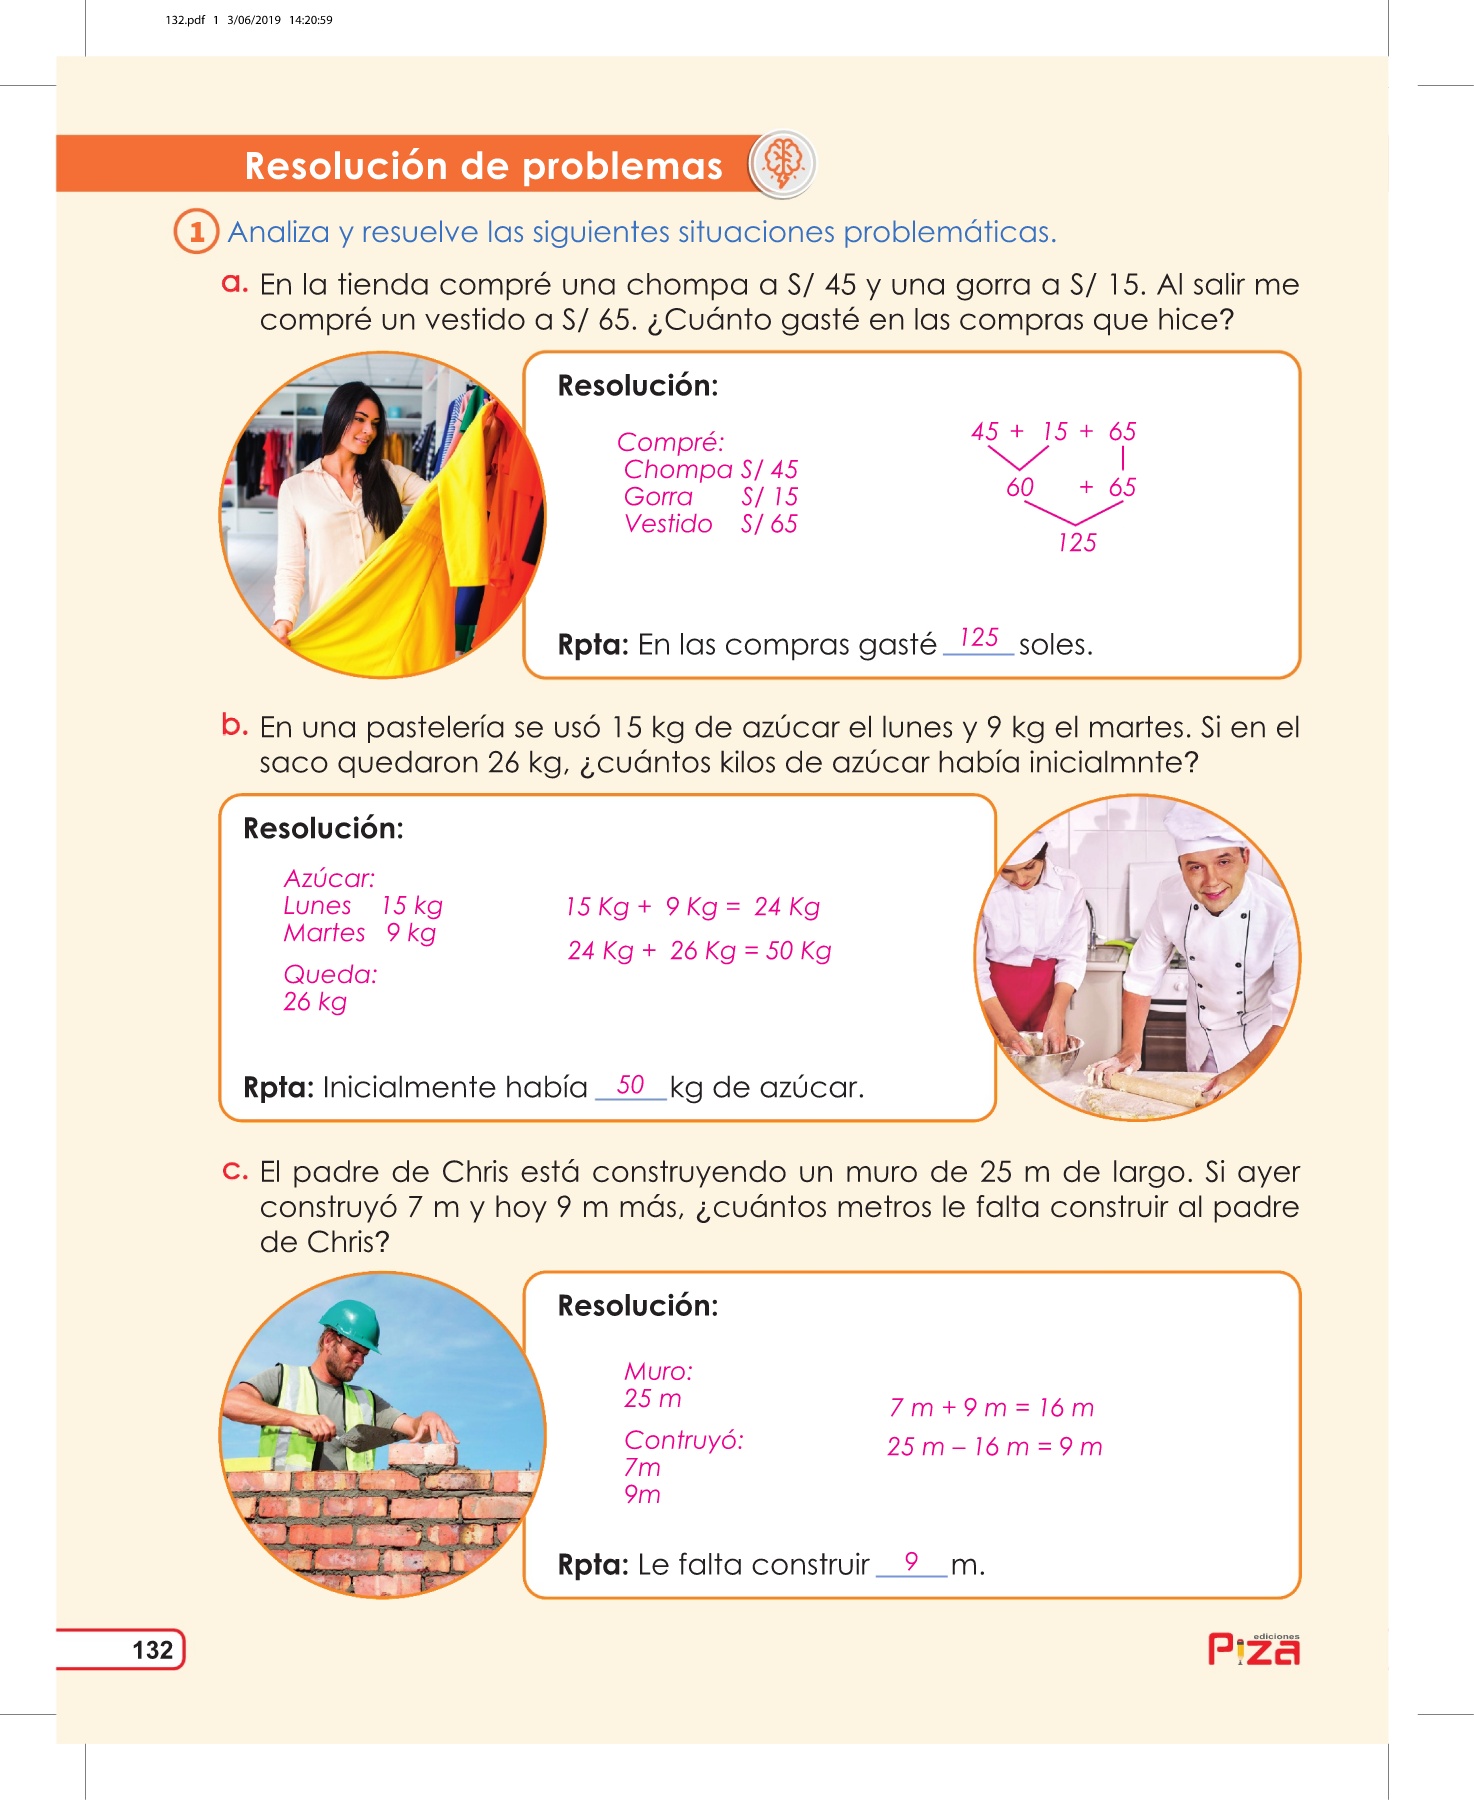 132.pdf 1 3/06/2019 14:20:59
Resolución de problemas
1 Analiza y resuelve las siguientes situaciones problemáticas.
a. En la tienda compré una chompa a S/ 45 y una gorra a S/ 15. Al salir me
compré un vestido a S/ 65. ¿Cuánto gasté en las compras que hice?
Resolución:
Compré:
Chompa S/ 45
Gorra S/ 15
Vestido S/ 65
45 + 15 + 65
60 + 65
125
Rpta: En las compras gasté 125 soles.
b. En una pastelería se usó 15 kg de azúcar el lunes y 9 kg el martes. Si en el
saco quedaron 26 kg, ¿cuántos kilos de azúcar había inicialmnte?
Resolución:
Azúcar:
Lunes 15 kg
Martes 9 kg
Queda:
26 kg
15 Kg + 9 Kg = 24 Kg
24 Kg + 26 Kg = 50 Kg
Rpta: Inicialmente había 50 kg de azúcar.
c. El padre de Chris está construyendo un muro de 25 m de largo. Si ayer
construyó 7 m y hoy 9 m más, ¿cuántos metros le falta construir al padre
de Chris?
Resolución:
Muro:
25 m
Contruyó:
7m
9m
7 m + 9 m = 16 m
25 m – 16 m = 9 m
Rpta: Le falta construir 9 m.
132
ediciones
Piza